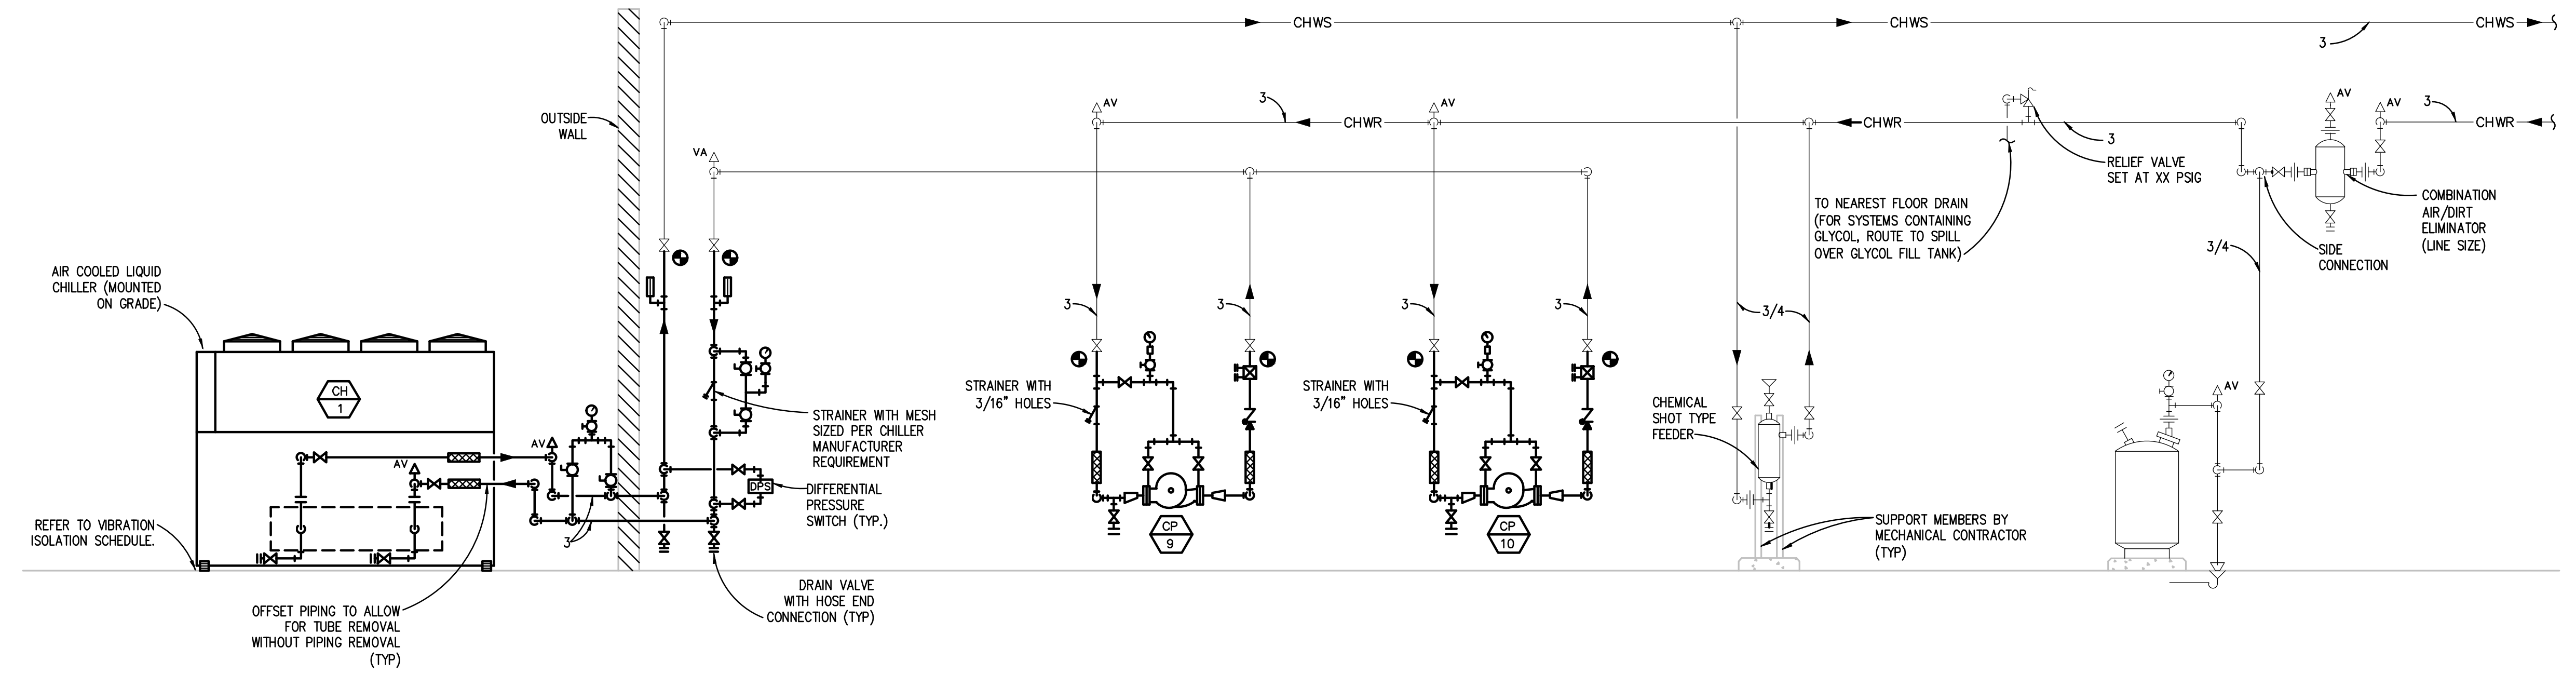 CHWS
CHWS
CHWS
3
OUTSIDE
WALL
VA
AV
3
CHWR
AV
CHWR
3
RELIEF VALVE
SET AT XX PSIG
AV
AV
3
CHWR
TO NEAREST FLOOR DRAIN
(FOR SYSTEMS CONTAINING
GLYCOL, ROUTE TO SPILL
OVER GLYCOL FILL TANK)
COMBINATION
AIR/DIRT
ELIMINATOR
(LINE SIZE)
3/4
SIDE
CONNECTION
AIR COOLED LIQUID
CHILLER (MOUNTED
ON GRADE)
3
3
3
3
3/4
CH
1
STRAINER WITH
3/16" HOLES
STRAINER WITH
3/16" HOLES
CHEMICAL
SHOT TYPE
FEEDER
AV
STRAINER WITH MESH
SIZED PER CHILLER
MANUFACTURER
REQUIREMENT
AV
AV
DPS
DIFFERENTIAL
PRESSURE
SWITCH (TYP.)
3
CP
9
CP
10
SUPPORT MEMBERS BY
MECHANICAL CONTRACTOR
(TYP)
REFER TO VIBRATION
ISOLATION SCHEDULE.
OFFSET PIPING TO ALLOW
FOR TUBE REMOVAL
WITHOUT PIPING REMOVAL
(TYP)
DRAIN VALVE
WITH HOSE END
CONNECTION (TYP)